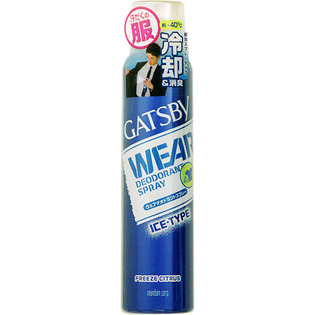 汗だくの
服
約-40℃
冷却
&消臭
GATSBY
WEAR
DEODORANT
SPRAY
ウェアデオドラントスプレー
ICE-TYPE
FREEZE CITRUS
mandom corp.